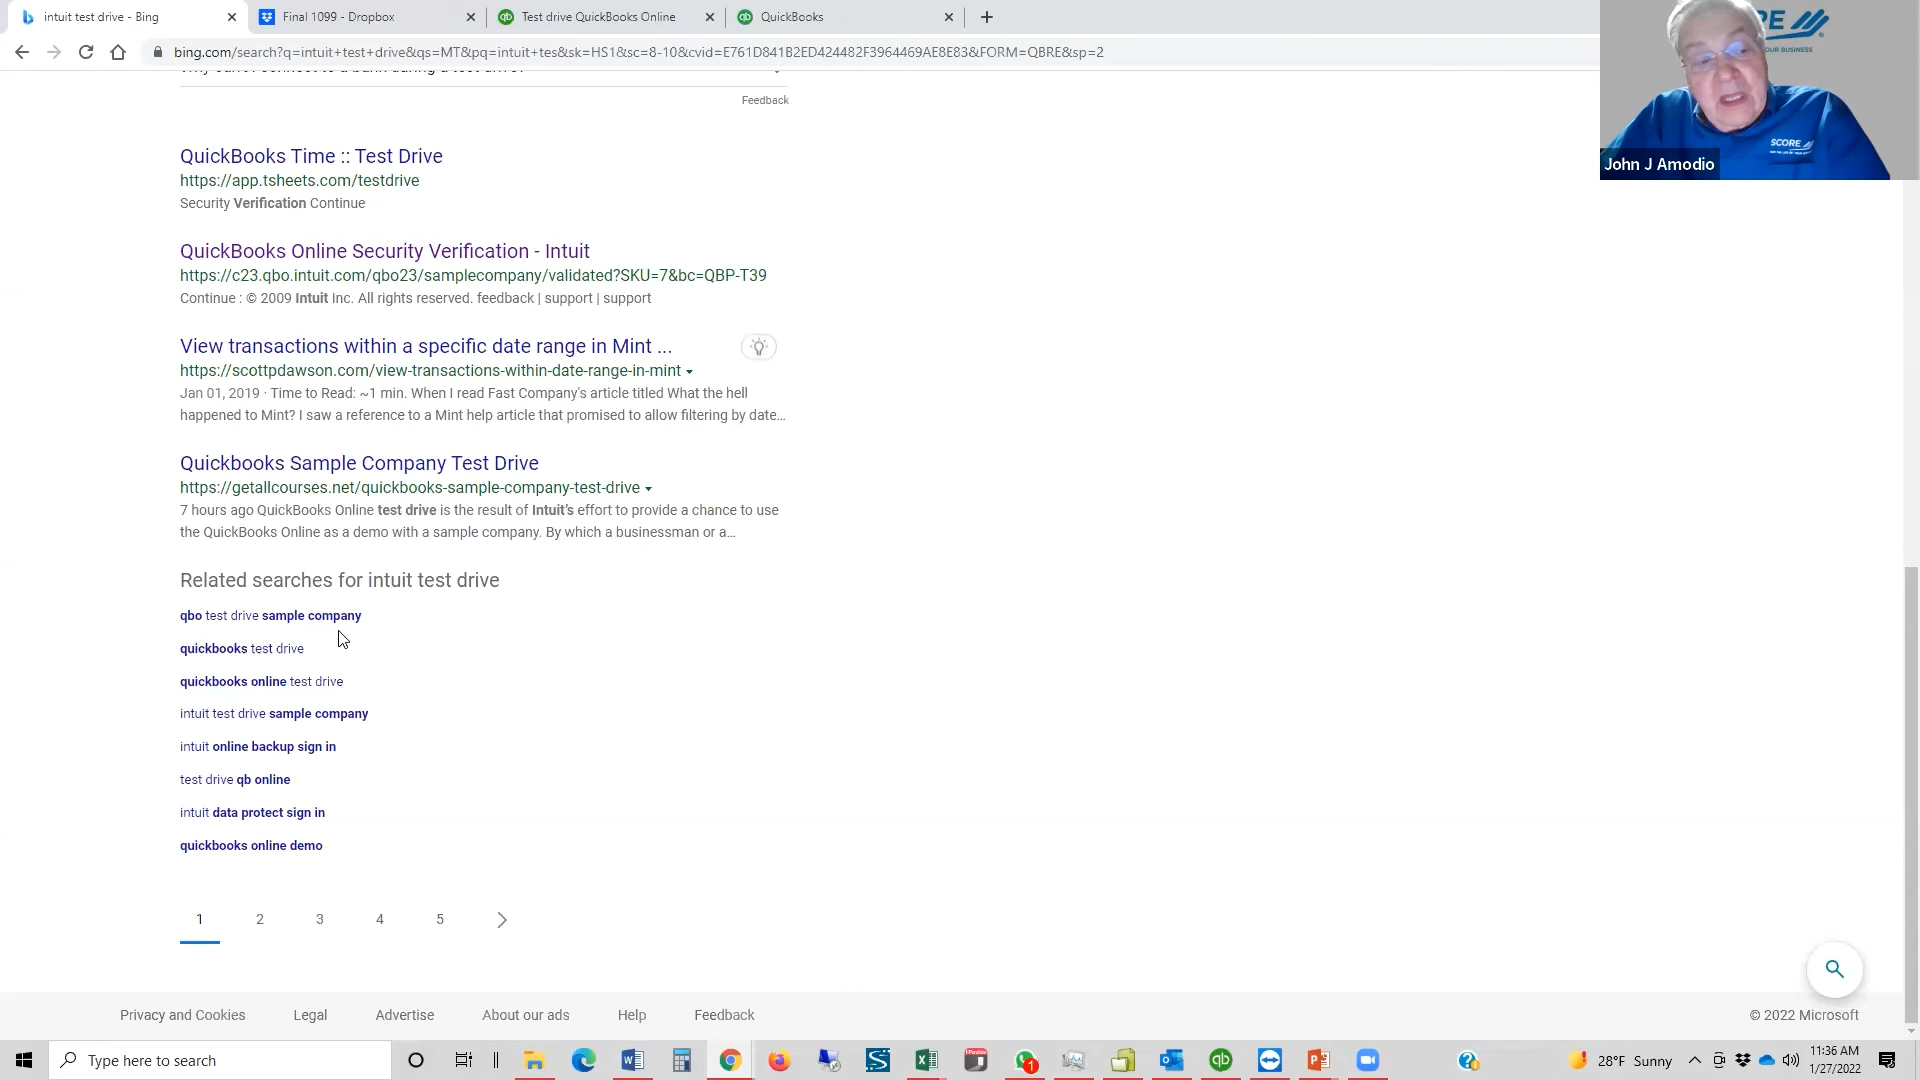 intuit test drive - Bing
Final 1099 - Dropbox
Test drive QuickBooks Online
QuickBooks
bing.com/search?q=intuit+test+drive&qs=MT&pq=intuit+tes&sk=HS1&sc=8-10&cvid=E761D841B2ED424482F3964469AE8E83&FORM=QBRE&sp=2
Feedback
QuickBooks Time :: Test Drive
https://app.tsheets.com/testdrive
Security Verification Continue
QuickBooks Online Security Verification - Intuit
https://c23.qbo.intuit.com/qbo23/samplecompany/validated?SKU=7&bc=QBP-T39
Continue : © 2009 Intuit Inc. All rights reserved. feedback | support | support
View transactions within a specific date range in Mint ...
https://scottpdawson.com/view-transactions-within-date-range-in-mint
Jan 01, 2019 · Time to Read: ~1 min. When I read Fast Company's article titled What the hell
happened to Mint? I saw a reference to a Mint help article that promised to allow filtering by date...
Quickbooks Sample Company Test Drive
https://getallcourses.net/quickbooks-sample-company-test-drive
7 hours ago QuickBooks Online test drive is the result of Intuit's effort to provide a chance to use
the QuickBooks Online as a demo with a sample company. By which a businessman or a...
Related searches for intuit test drive
qbo test drive sample company
quickbooks test drive
quickbooks online test drive
intuit test drive sample company
intuit online backup sign in
test drive qb online
intuit data protect sign in
quickbooks online demo
1 2 3 4 5
Privacy and Cookies Legal Advertise About our ads Help Feedback © 2022 Microsoft
Type here to search
28°F Sunny
11:36 AM
1/27/2022
SCORE
John J Amodio